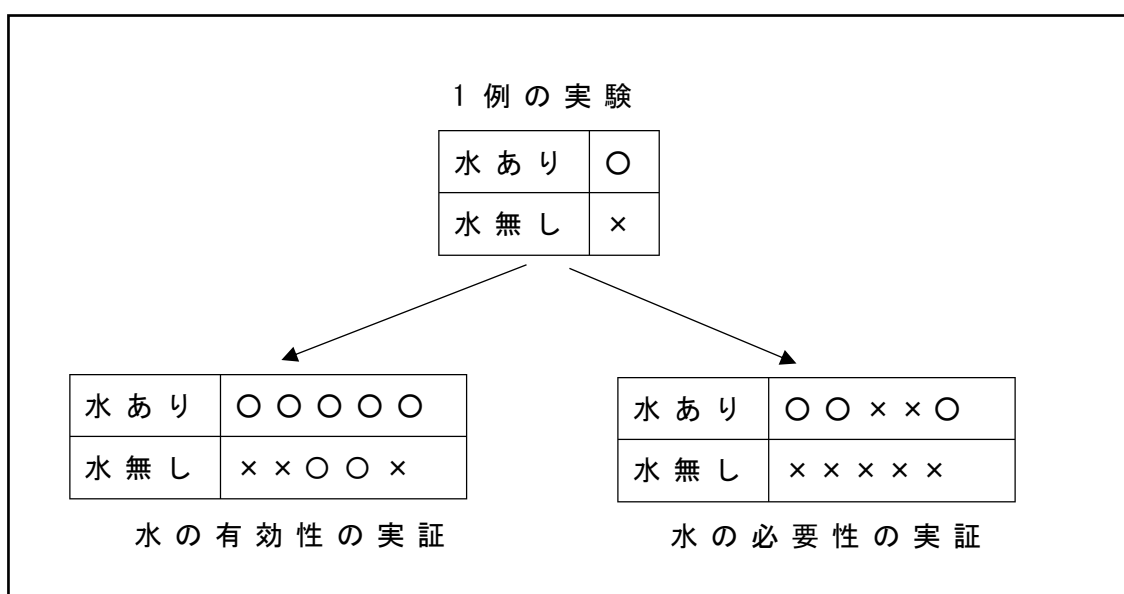 1例の実験
水あり ○
水無し ×
水あり ○○○○○
水無し ××○○×
水の有効性の実証
水あり ○○××○
水無し ×××××
水の必要性の実証